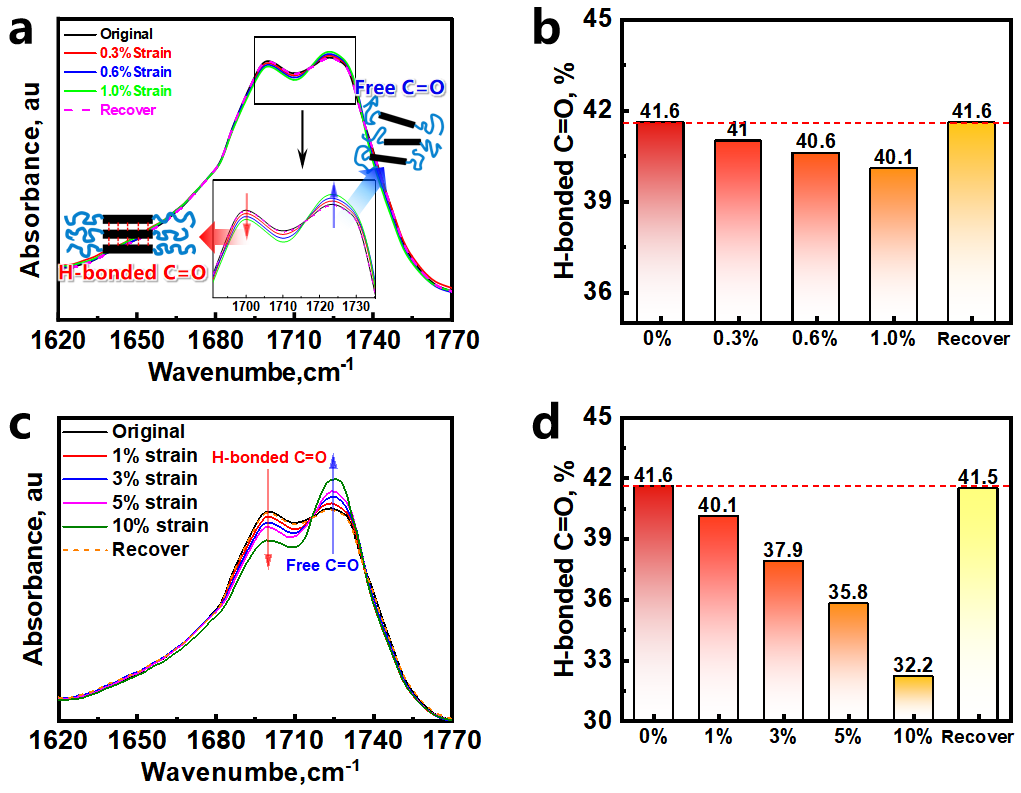 a
Original
0.3%Strain
0.6%Strain
1.0%Strain
Recover
Free C=O
H-bonded C=O
1700 1710 1720 1730
Absorbance, au
1620 1650 1680 1710 1740 1770
Wavenumbe,cm-1
b
H-bonded C=O, %
45
42
39
36
41.6
41
40.6
40.1
41.6
0% 0.3% 0.6% 1.0% Recover
c
Original
1% strain
3% strain
5% strain
10% strain
Recover
H-bonded C=O
Free C=O
Absorbance, au
1620 1650 1680 1710 1740 1770
Wavenumbe,cm-1
d
H-bonded C=O, %
45
42
39
36
33
30
41.6
40.1
37.9
35.8
32.2
41.5
0% 1% 3% 5% 10% Recover